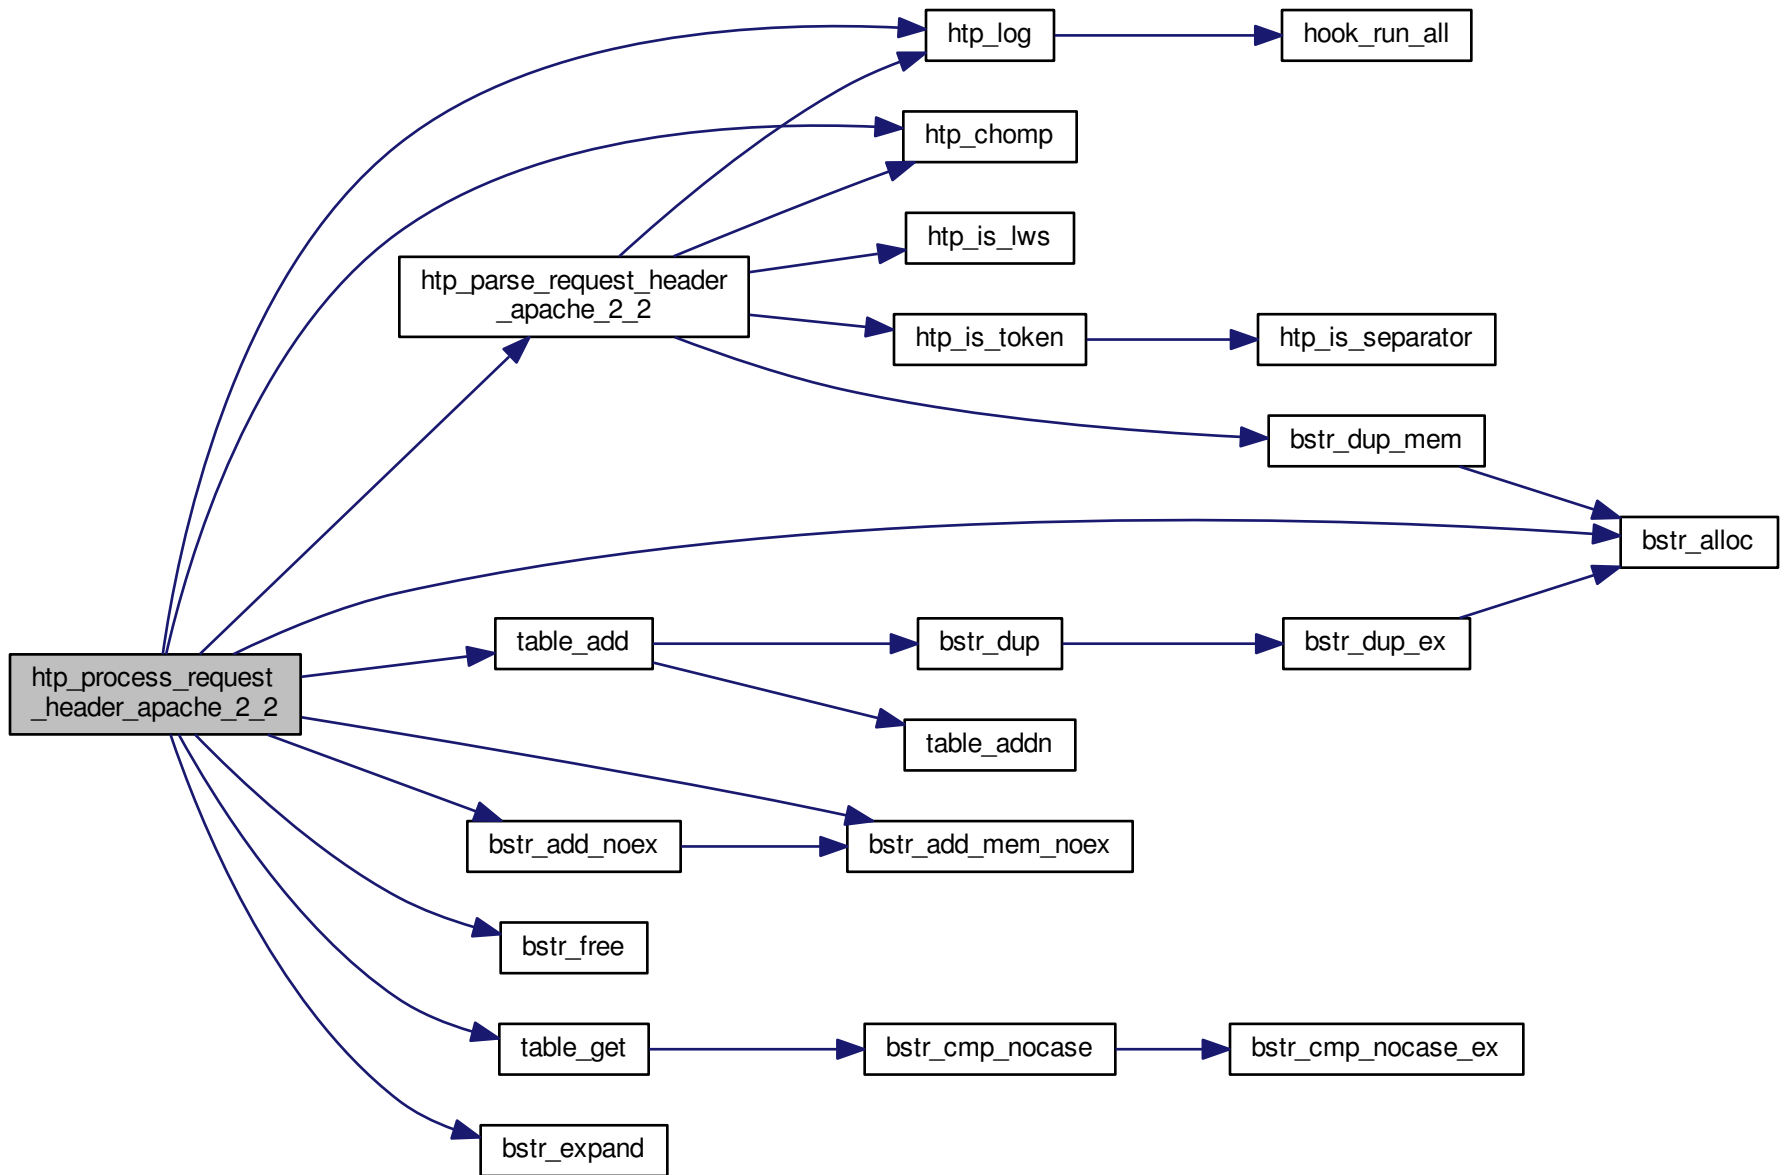 htp_log
hook_run_all
htp_chomp
htp_is_lws
htp_parse_request_header
_apache_2_2
htp_is_token
htp_is_separator
bstr_dup_mem
bstr_alloc
table_add
bstr_dup
bstr_dup_ex
htp_process_request
_header_apache_2_2
table_addn
bstr_add_noex
bstr_add_mem_noex
bstr_free
table_get
bstr_cmp_nocase
bstr_cmp_nocase_ex
bstr_expand